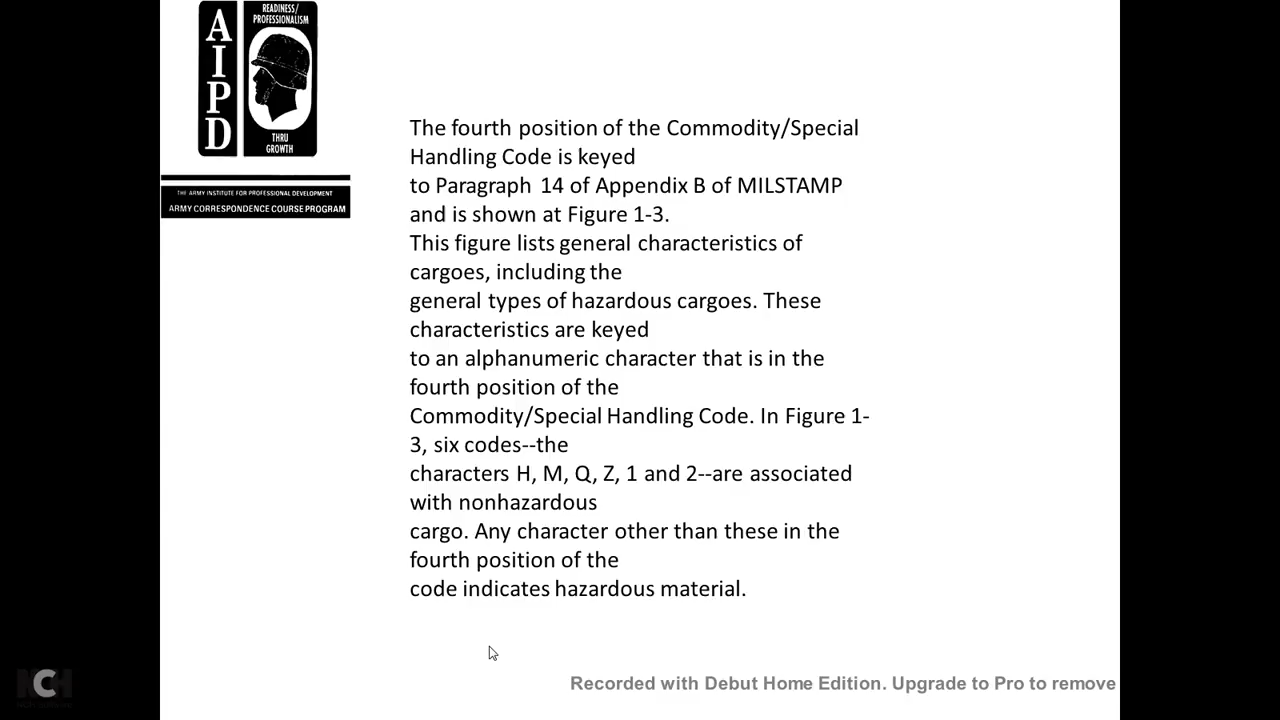 READINESS/
PROFESSIONALISM
AIPD
THRU
GROWTH
THE ARMY INSTITUTE FOR PROFESSIONAL DEVELOPMENT
ARMY CORRESPONDENCE COURSE PROGRAM
The fourth position of the Commodity/Special
Handling Code is keyed
to Paragraph 14 of Appendix B of MILSTAMP
and is shown at Figure 1-3.
This figure lists general characteristics of
cargoes, including the
general types of hazardous cargoes. These
characteristics are keyed
to an alphanumeric character that is in the
fourth position of the
Commodity/Special Handling Code. In Figure 1-
3, six codes--the
characters H, M, Q, Z, 1 and 2--are associated
with nonhazardous
cargo. Any character other than these in the
fourth position of the
code indicates hazardous material.
NCH
Recorded with Debut Home Edition. Upgrade to Pro to remove